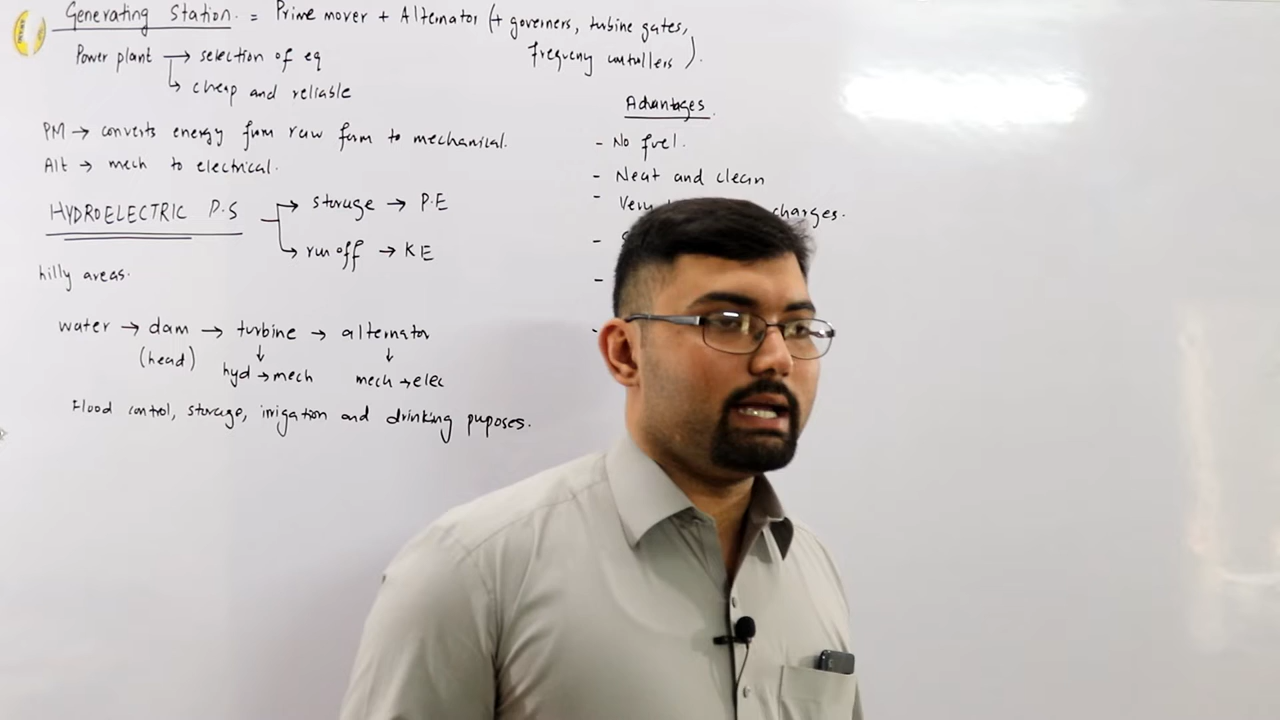 Generating Station. = Prime mover + Alternator (+ governers, turbine gates,
frequency controllers).
Power plant → selection of eq
↳ cheap and reliable
PM → converts energy from raw form to mechanical.
Alt → mech to electrical.
HYDROELECTRIC P.S → storage → P.E
→ run off → KE
hilly areas.
water → dam → turbine → alternator
(head) ↓ ↓
hyd → mech mech → elec
Flood control, storage, irrigation and drinking puposes.
Advantages.
- No fuel.
- Neat and clean
- Very charges.
-
-
-